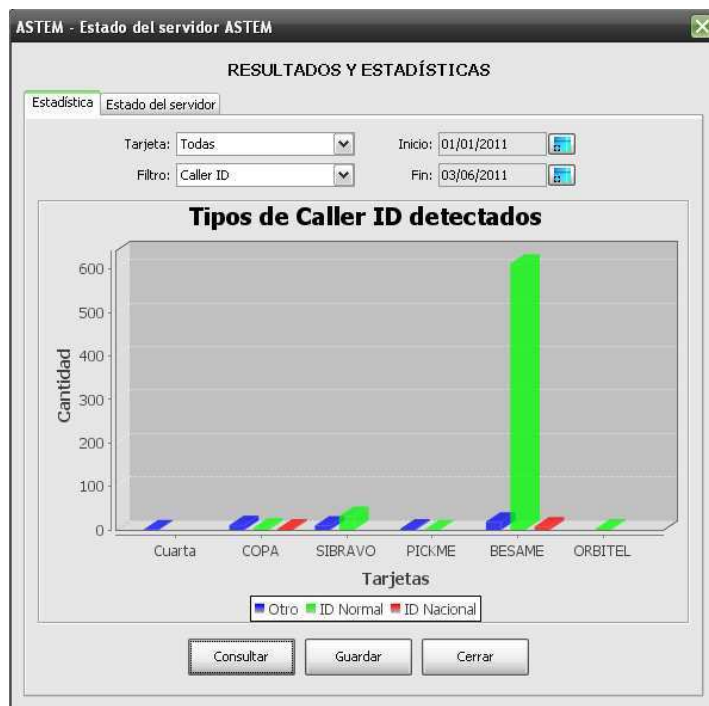 ASTEM - Estado del servidor ASTEM
RESULTADOS Y ESTADÍSTICAS
Estadística Estado del servidor
Tarjeta: Todas Inicio: 01/01/2011
Filtro: Caller ID Fin: 03/06/2011
Tipos de Caller ID detectados
600
500
400
300
200
100
0
Cantidad
Cuarta COPA SIBRAVO PICKME BESAME ORBITEL
Tarjetas
Otro ID Normal ID Nacional
Consultar Guardar Cerrar